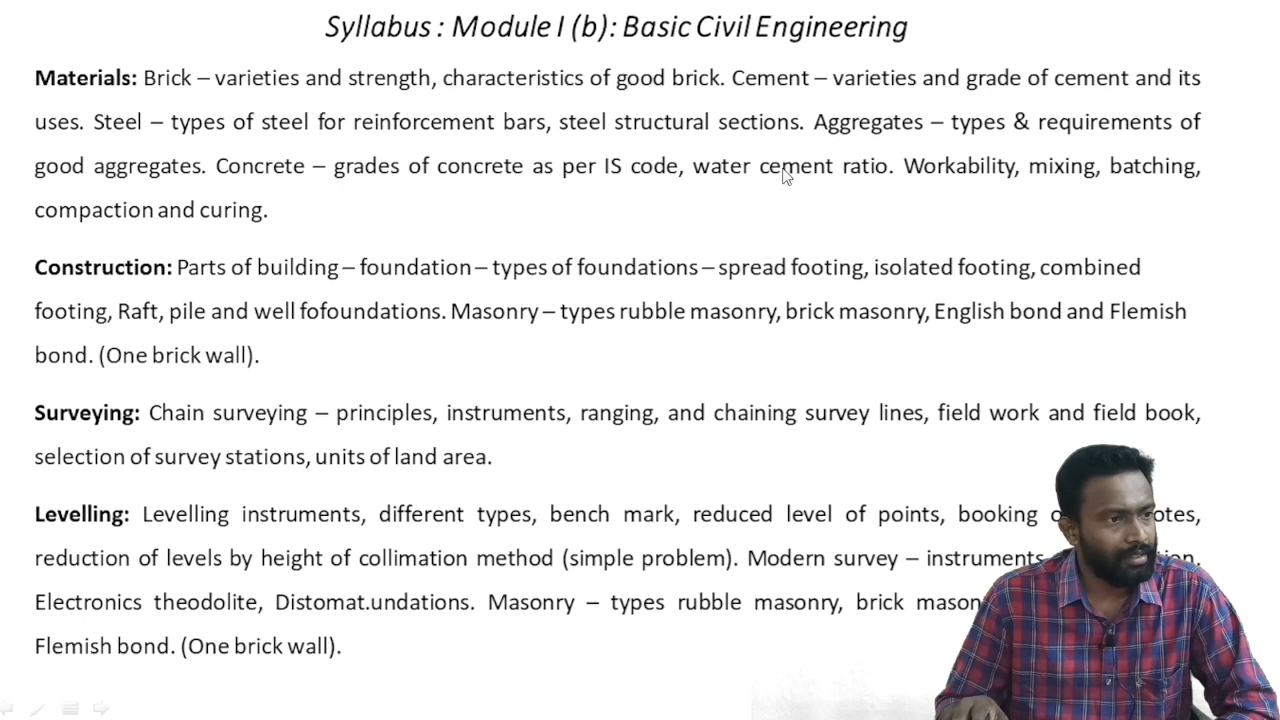 Syllabus : Module I (b): Basic Civil Engineering
Materials: Brick – varieties and strength, characteristics of good brick. Cement – varieties and grade of cement and its
uses. Steel – types of steel for reinforcement bars, steel structural sections. Aggregates – types & requirements of
good aggregates. Concrete – grades of concrete as per IS code, water cement ratio. Workability, mixing, batching,
compaction and curing.
Construction: Parts of building – foundation – types of foundations – spread footing, isolated footing, combined
footing, Raft, pile and well fofoundations. Masonry – types rubble masonry, brick masonry, English bond and Flemish
bond. (One brick wall).
Surveying: Chain surveying – principles, instruments, ranging, and chaining survey lines, field work and field book,
selection of survey stations, units of land area.
Levelling: Levelling instruments, different types, bench mark, reduced level of points, booking
reduction of levels by height of collimation method (simple problem). Modern survey – instruments
Electronics theodolite, Distomat.undations. Masonry – types rubble masonry, brick
Flemish bond. (One brick wall).